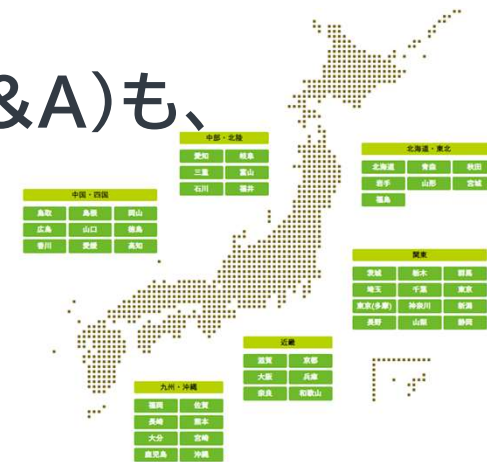 &A)も、
中部・北陸
愛知 岐阜
三重 富山
石川 福井
北海道・東北
北海道 青森 秋田
岩手 山形 宮城
福島
中国・四国
鳥取 島根 岡山
広島 山口 徳島
香川 愛媛 高知
関東
茨城 栃木 群馬
埼玉 千葉 東京
東京(多摩) 神奈川 新潟
長野 山梨 静岡
近畿
滋賀 京都
大阪 兵庫
奈良 和歌山
九州・沖縄
福岡 佐賀
長崎 熊本
大分 宮崎
鹿児島 沖縄